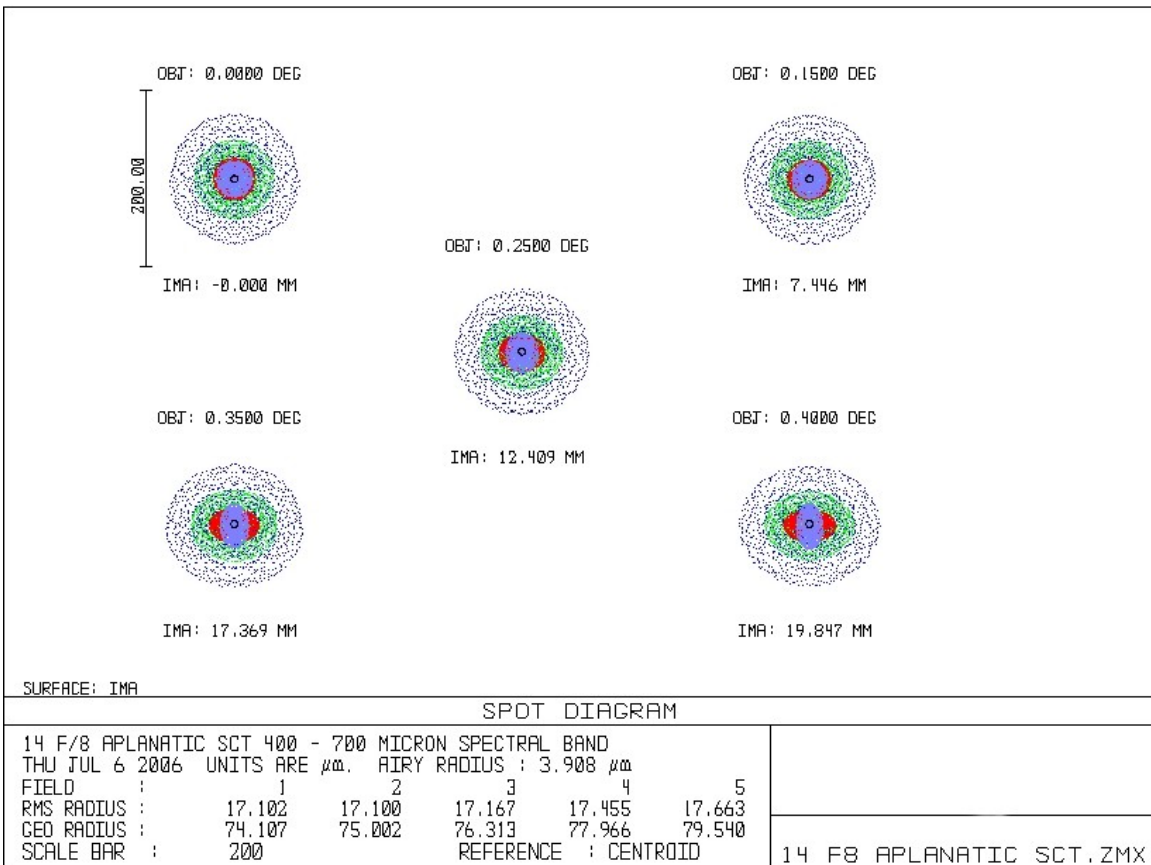 OBJ: 0.0000 DEG
OBJ: 0.1500 DEG
200.00
OBJ: 0.2500 DEG
IMA: -0.000 MM
IMA: 7.446 MM
OBJ: 0.3500 DEG
OBJ: 0.4000 DEG
IMA: 12.409 MM
IMA: 17.369 MM
IMA: 19.847 MM
SURFACE: IMA
SPOT DIAGRAM
14 F/8 APLANATIC SCT 400 - 700 MICRON SPECTRAL BAND
THU JUL 6 2006 UNITS ARE µm. AIRY RADIUS : 3.908 µm
FIELD : 1 2 3 4 5
RMS RADIUS : 17.102 17.100 17.167 17.455 17.663
GEO RADIUS : 74.107 75.002 76.313 77.966 79.540
SCALE BAR : 200 REFERENCE : CENTROID
14 F8 APLANATIC SCT.ZMX